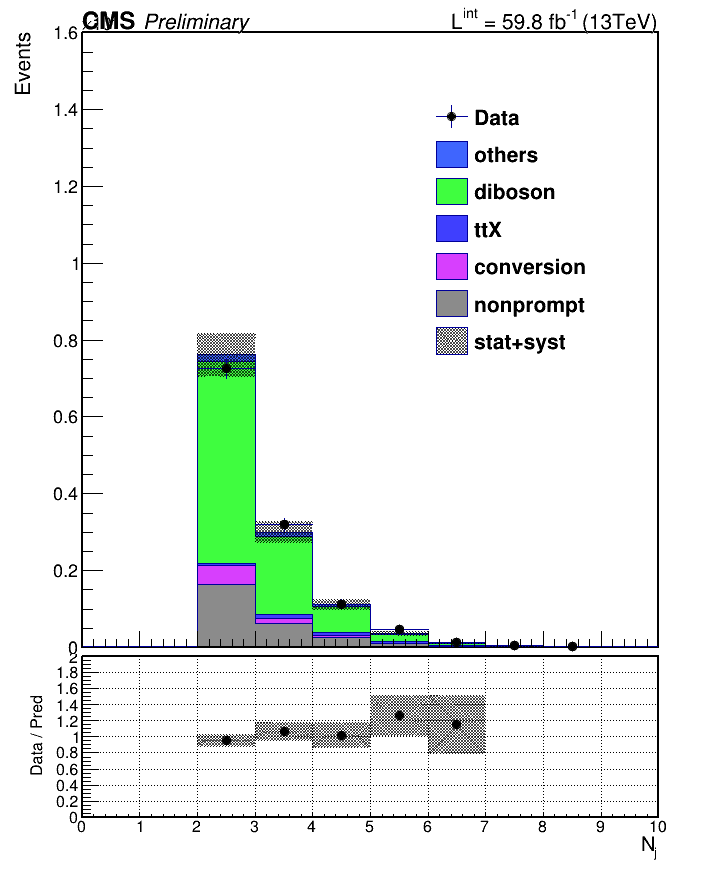 CMS Preliminary L^int = 59.8 fb^-1 (13TeV)
Events
1.6
1.4
1.2
1
0.8
0.6
0.4
0.2
0
Data
others
diboson
ttX
conversion
nonprompt
stat+syst
Data / Pred
2
1.8
1.6
1.4
1.2
1
0.8
0.6
0.4
0.2
0
0 1 2 3 4 5 6 7 8 9 10
N_j